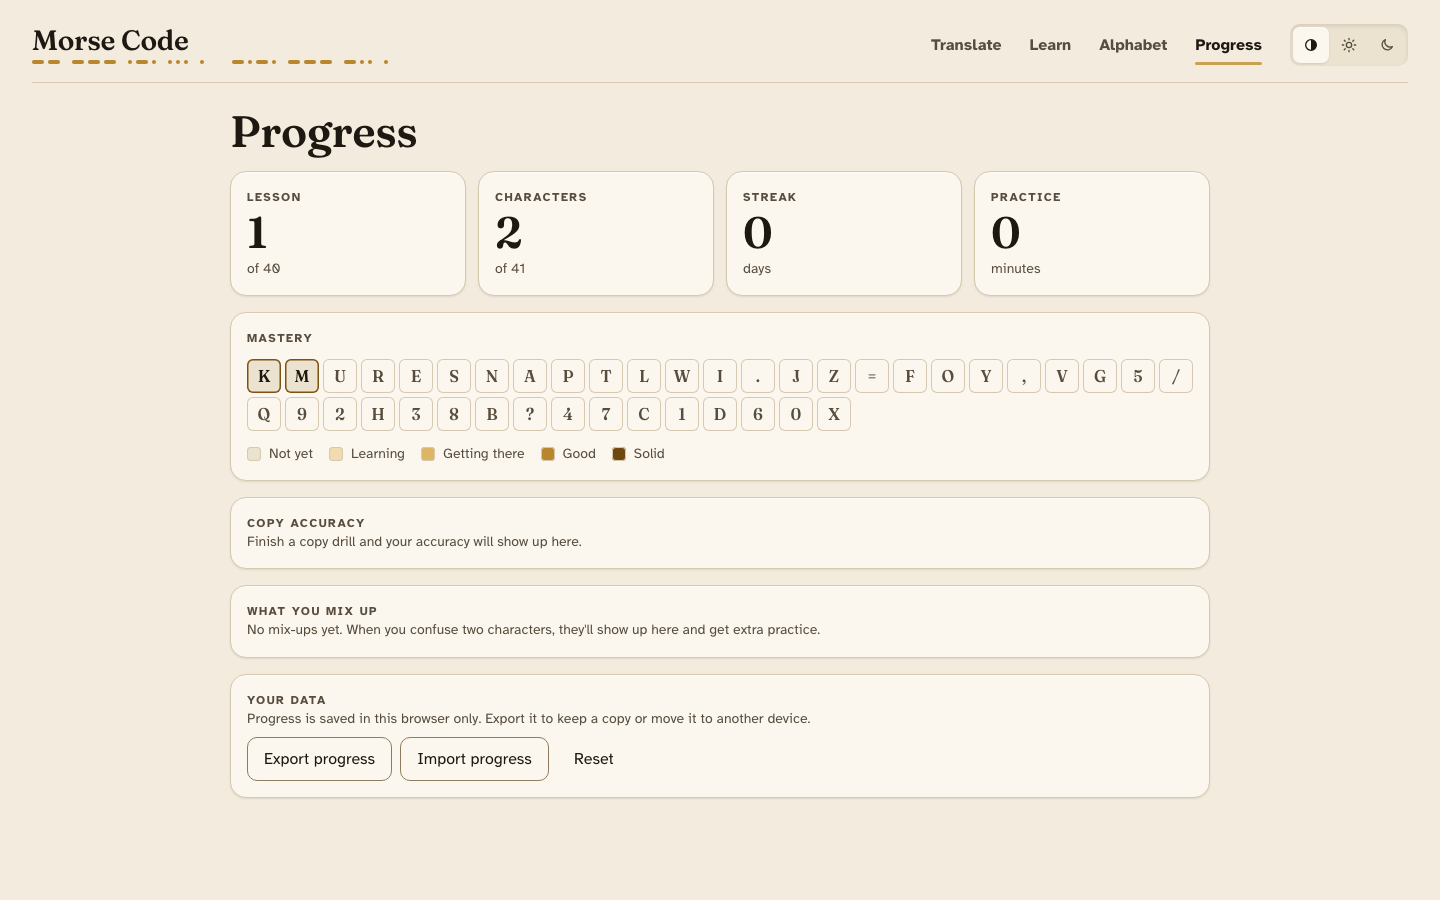 Morse Code
Translate Learn Alphabet Progress
Progress
LESSON
1
of 40
CHARACTERS
2
of 41
STREAK
0
days
PRACTICE
0
minutes
MASTERY
K M U R E S N A P T L W I . J Z = F O Y , V G 5 /
Q 9 2 H 3 8 B ? 4 7 C 1 D 6 0 X
Not yet Learning Getting there Good Solid
COPY ACCURACY
Finish a copy drill and your accuracy will show up here.
WHAT YOU MIX UP
No mix-ups yet. When you confuse two characters, they'll show up here and get extra practice.
YOUR DATA
Progress is saved in this browser only. Export it to keep a copy or move it to another device.
Export progress Import progress Reset